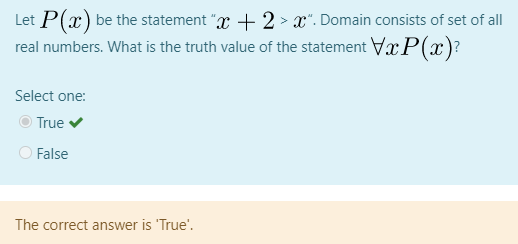 Let P(x) be the statement "x + 2 > x". Domain consists of set of all
real numbers. What is the truth value of the statement ∀xP(x)?
Select one:
True ✔
False
The correct answer is 'True'.